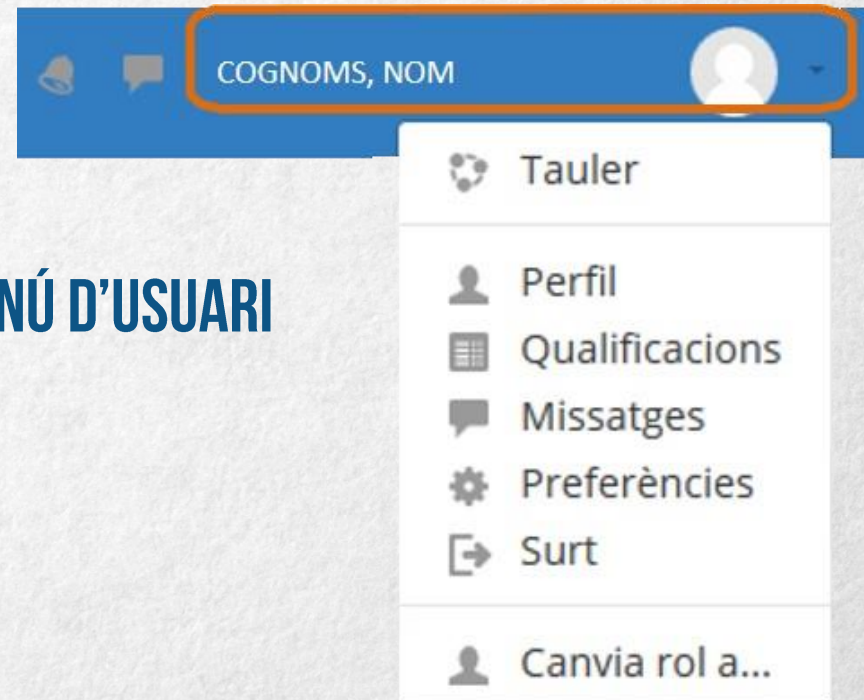 COGNOMS, NOM
Tauler
NÚ D’USUARI
Perfil
Qualificacions
Missatges
Preferències
Surt
Canvia rol a...